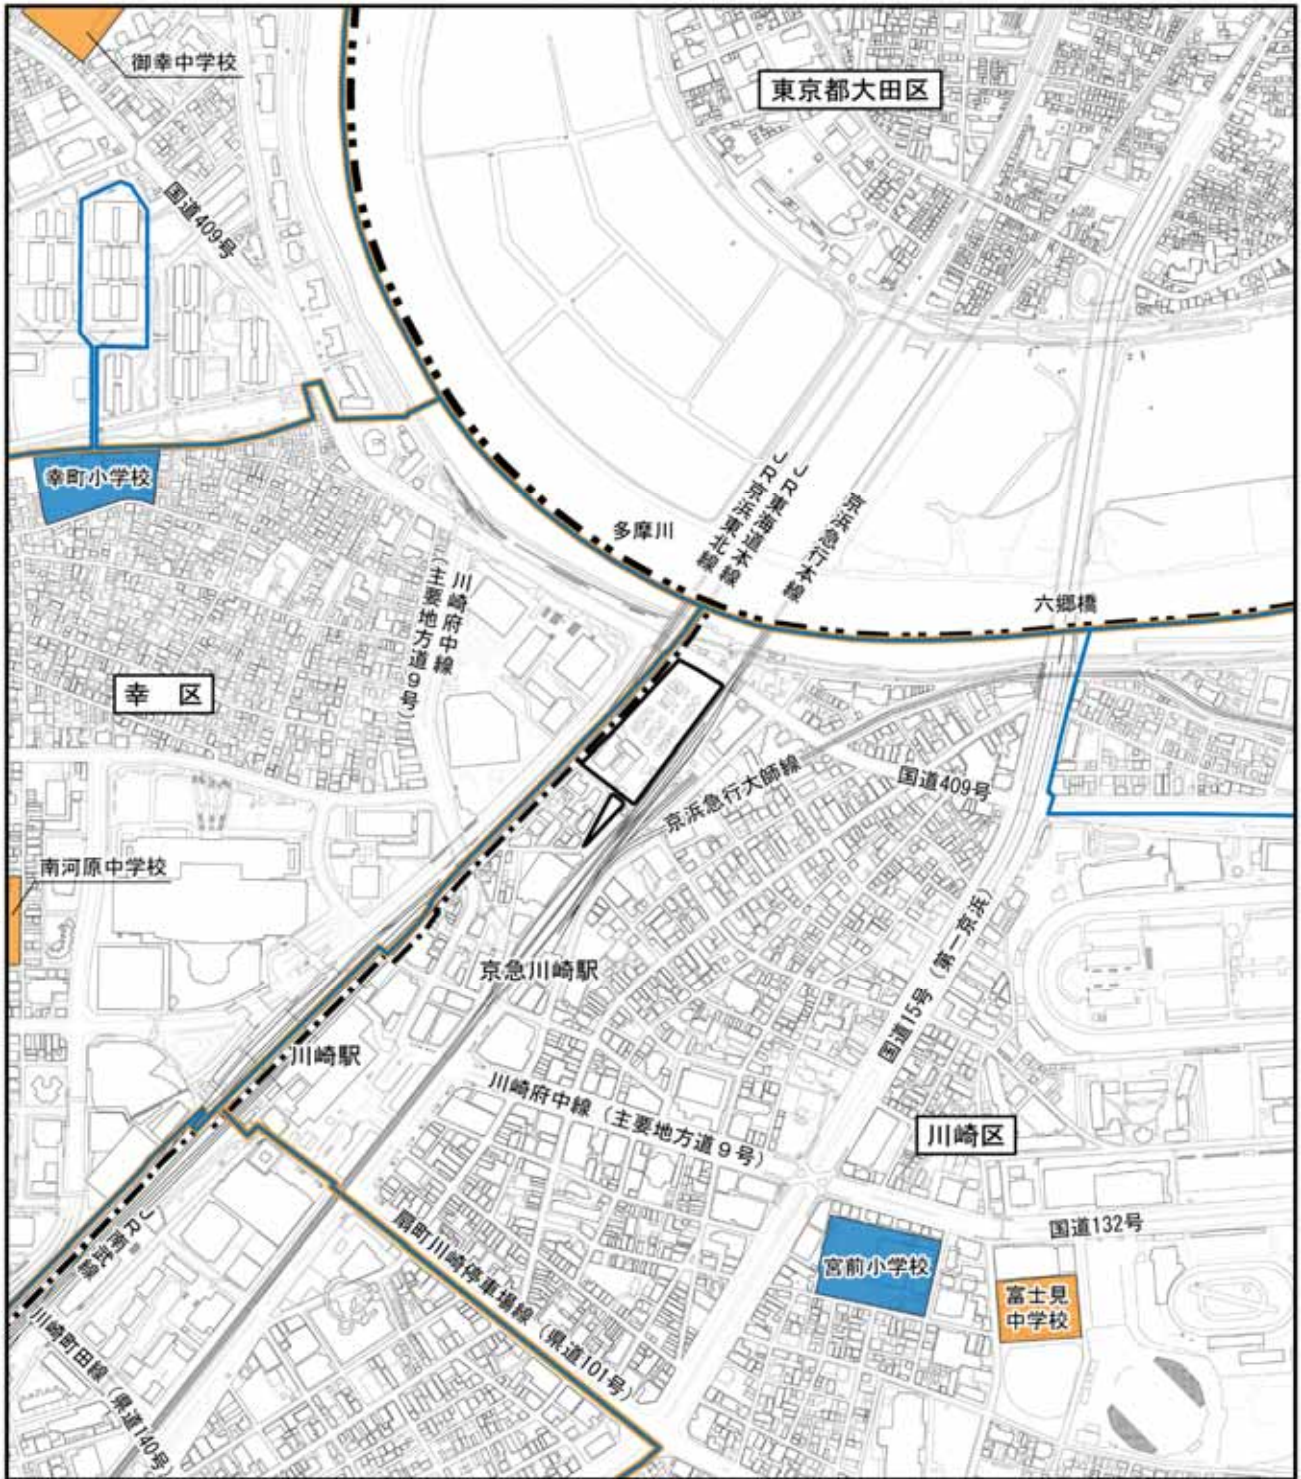 御幸中学校
東京都大田区
国道409号
幸町小学校
多摩川
JR東海道本線
JR京浜東北線
京浜急行本線
六郷橋
川崎府中線
(主要地方道9号)
幸 区
京浜急行大師線
国道409号
南河原中学校
京急川崎駅
国道15号(第一京浜)
川崎駅
川崎府中線(主要地方道9号)
川崎区
国道132号
JR南武線
扇町川崎停車場線(県道101号)
宮前小学校
富士見
中学校
川崎町田線(県道140号)